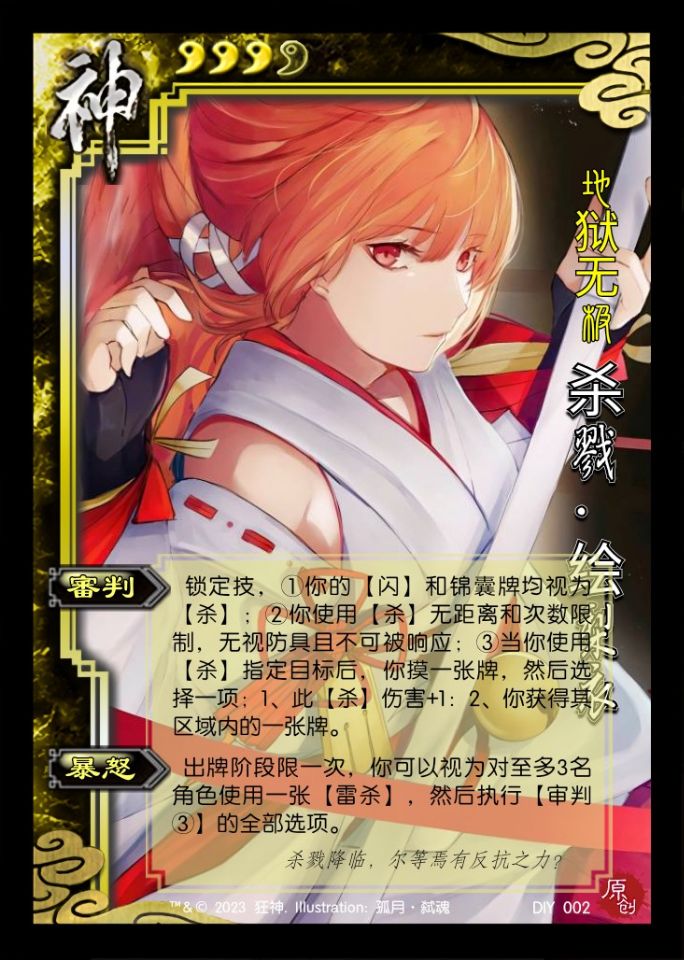 神
地狱无极
杀戮·绘
審判
锁定技，①你的【闪】和锦囊牌均视为
【杀】；②你使用【杀】无距离和次数限
制，无视防具且不可被响应；③当你使用
【杀】指定目标后，你摸一张牌，然后选
择一项：1、此【杀】伤害+1：2、你获得其
区域内的一张牌。
暴怒
出牌阶段限一次，你可以视为对至多3名
角色使用一张【雷杀】，然后执行【审判
③】的全部选项。
杀戮降临，尔等焉有反抗之力？
™&© 2023 狂神. Illustration: 孤月·弑魂
DIY 002
原创